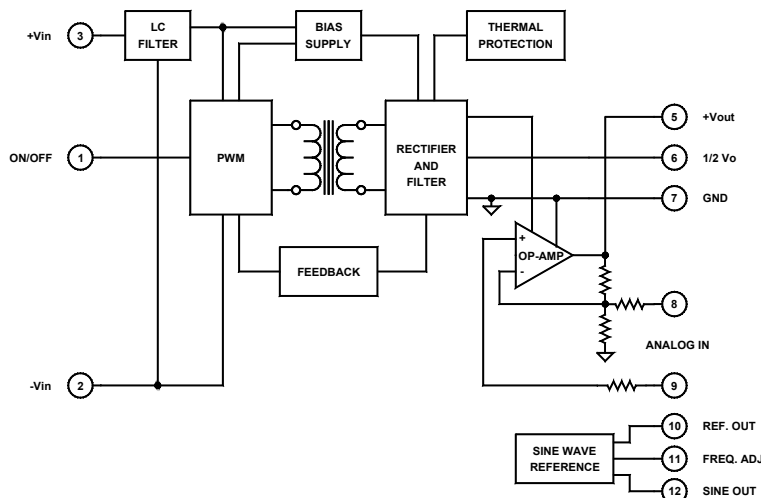 LC
FILTER
BIAS
SUPPLY
THERMAL
PROTECTION
+Vin
3
5
+Vout
ON/OFF
1
PWM
RECTIFIER
AND
FILTER
6
1/2 Vo
7
GND
+
OP-AMP
-
FEEDBACK
8
ANALOG IN
-Vin
2
9
10
REF. OUT
SINE WAVE
REFERENCE
11
FREQ. ADJ
12
SINE OUT